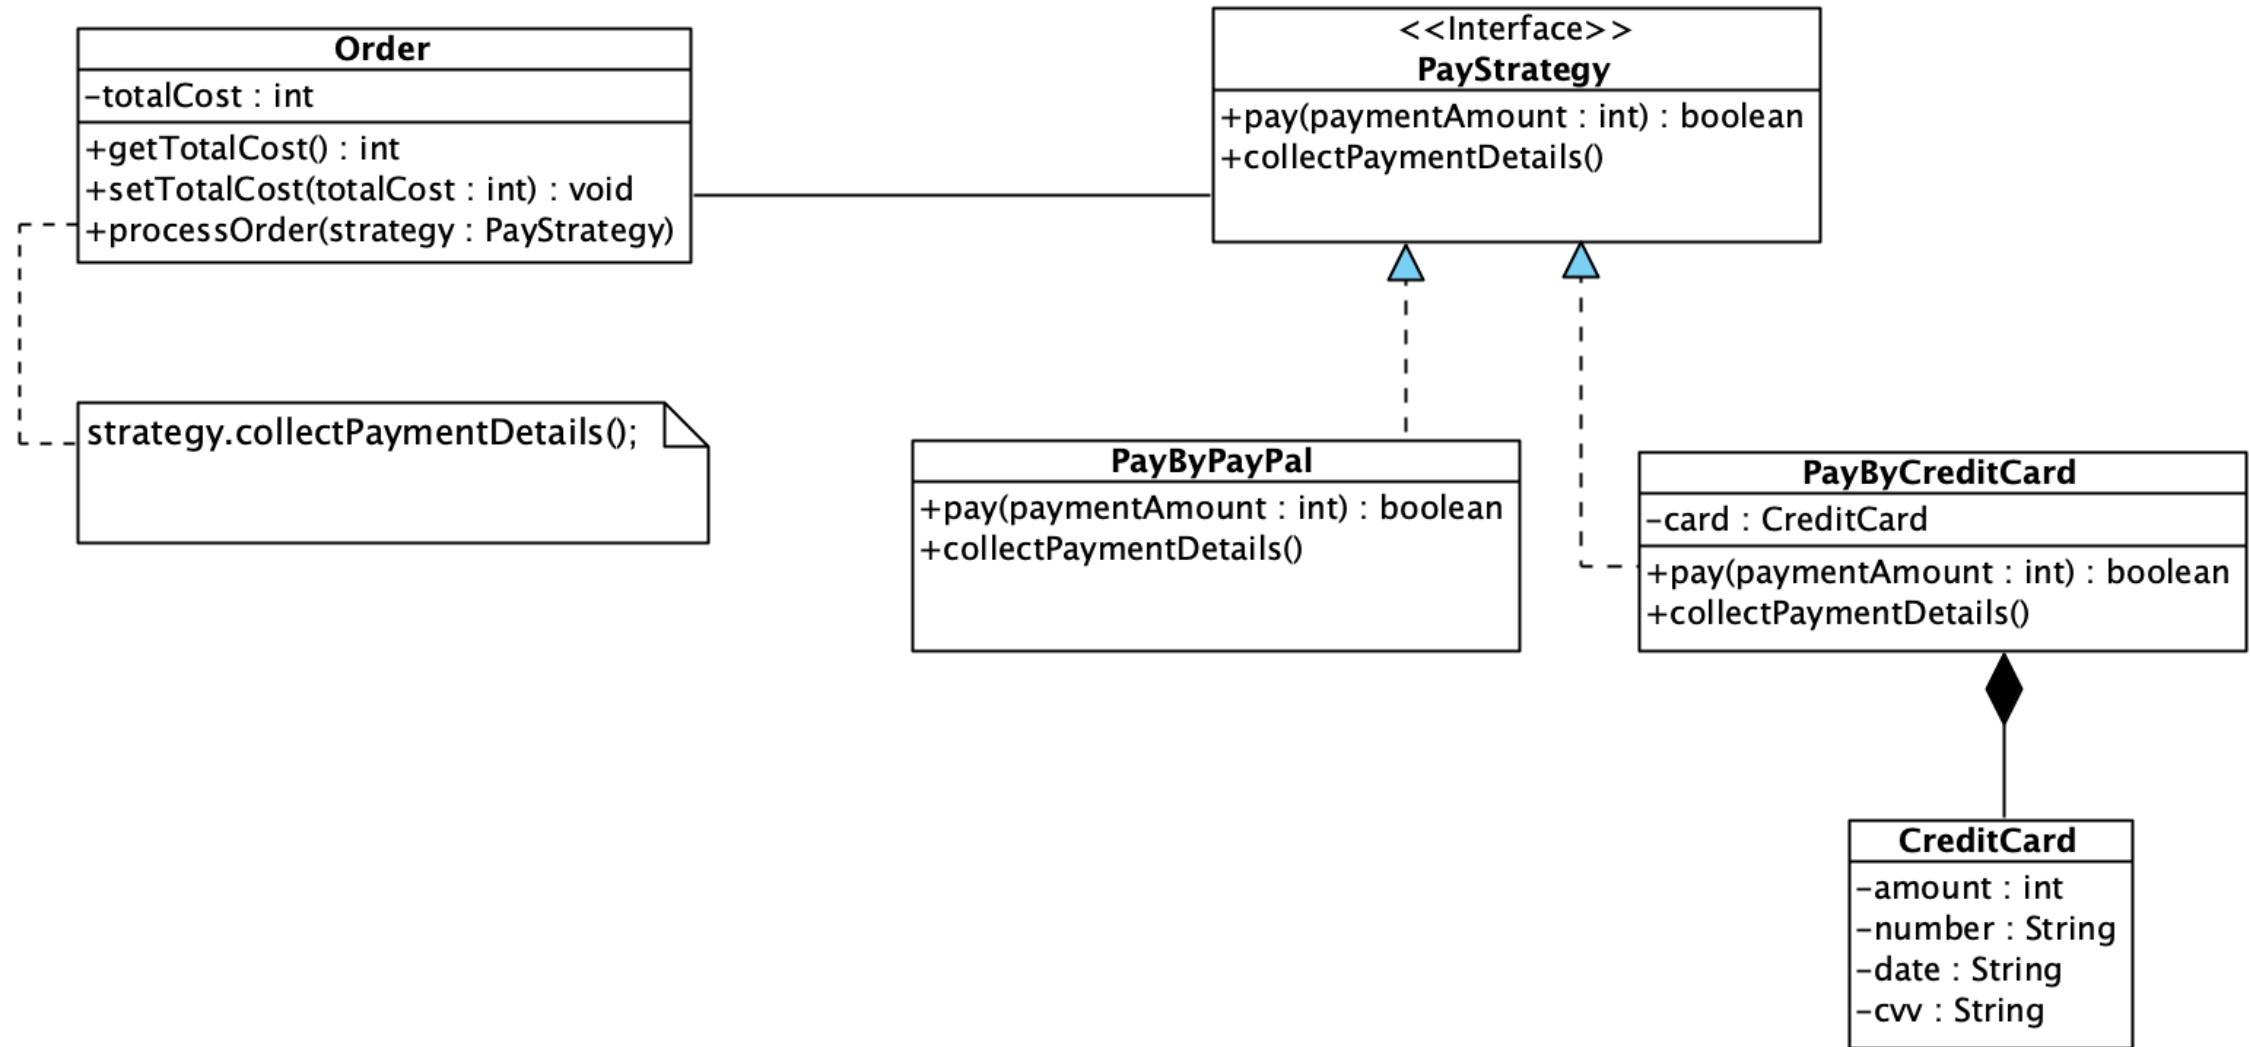 Order
-totalCost : int
+getTotalCost() : int
+setTotalCost(totalCost : int) : void
+processOrder(strategy : PayStrategy)
strategy.collectPaymentDetails();
<<Interface>>
PayStrategy
+pay(paymentAmount : int) : boolean
+collectPaymentDetails()
PayByPayPal
+pay(paymentAmount : int) : boolean
+collectPaymentDetails()
PayByCreditCard
-card : CreditCard
+pay(paymentAmount : int) : boolean
+collectPaymentDetails()
CreditCard
-amount : int
-number : String
-date : String
-cvv : String